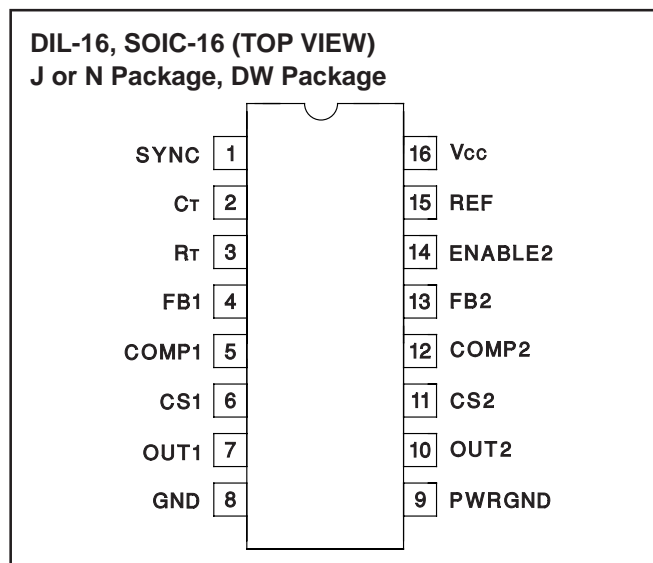 DIL-16, SOIC-16 (TOP VIEW)
J or N Package, DW Package
SYNC 1 16 Vcc
CT 2 15 REF
RT 3 14 ENABLE2
FB1 4 13 FB2
COMP1 5 12 COMP2
CS1 6 11 CS2
OUT1 7 10 OUT2
GND 8 9 PWRGND